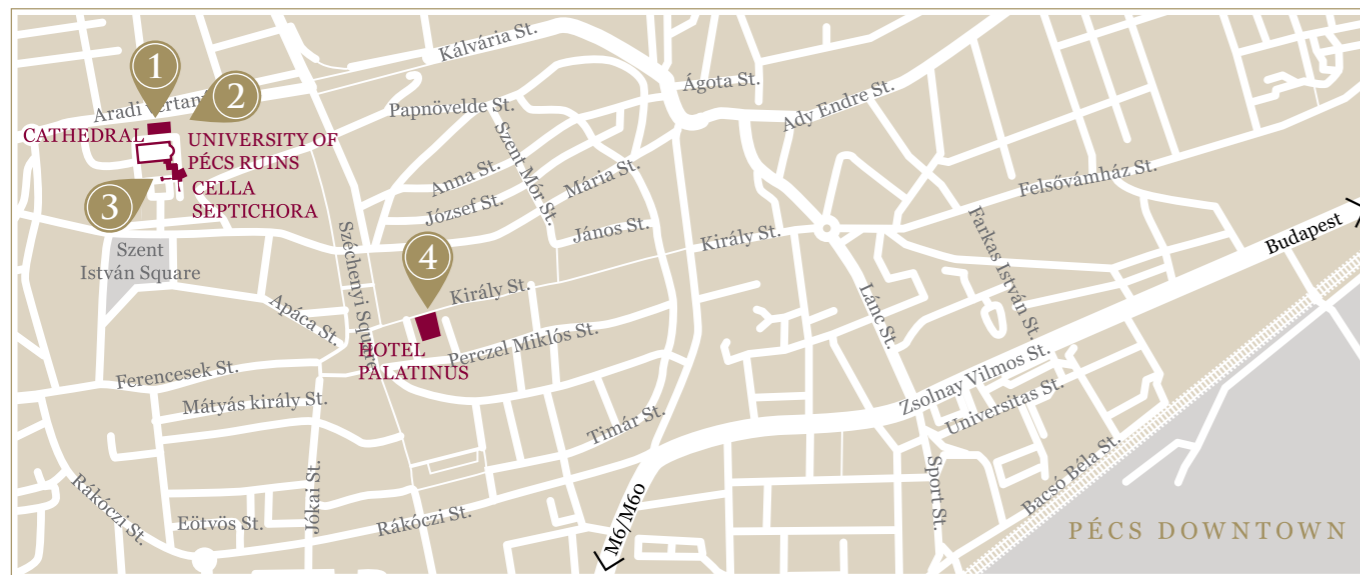 Kálvária St.
1
2
Aradi vértanúk
Ágota St.
Ady Endre St.
Papnövelde St.
CATHEDRAL
UNIVERSITY OF
PÉCS RUINS
CELLA
SEPTICHORA
3
Szent Mór St.
Anna St.
Mária St.
József St.
János St.
Király St.
Felsővámház St.
Farkas István St.
Budapest
Szent
István Square
Széchenyi Square
4
Király St.
Apáca St.
Lánc St.
HOTEL
PALATINUS
Perczel Miklós St.
Ferencesek St.
Mátyás király St.
Zsolnay Vilmos St.
Universitas St.
Timár St.
Rákóczi St.
Jókai St.
Eötvös St.
Rákóczi St.
M6/M60
Sport St.
Bacsó Béla St.
PÉCS DOWNTOWN